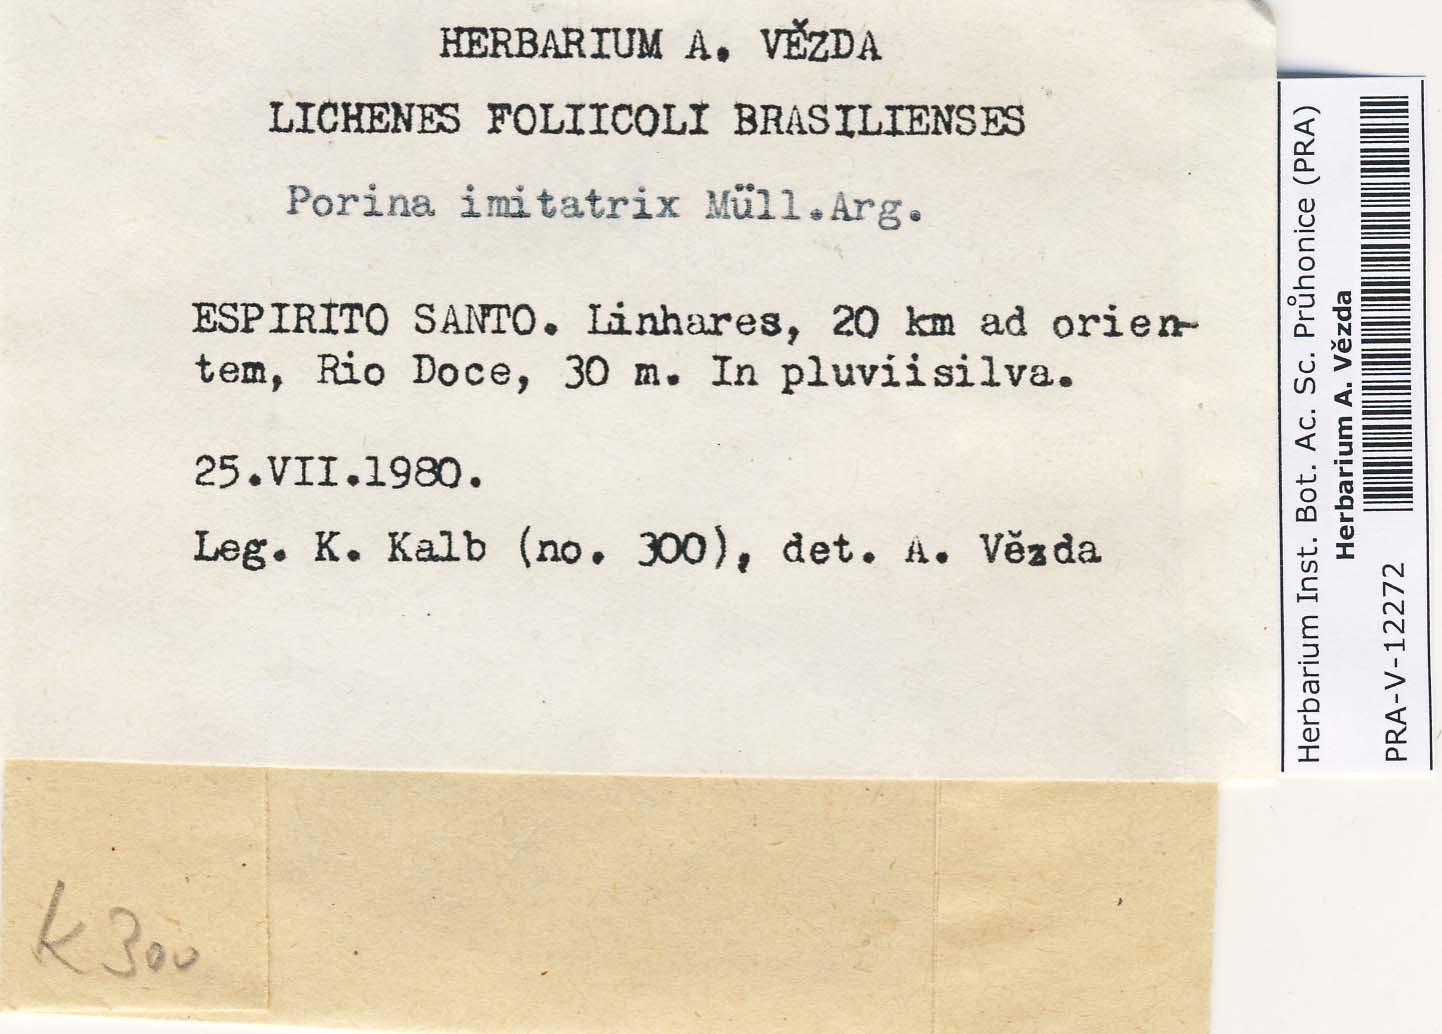 HERBARIUM A. VĚZDA
LICHENES FOLIICOLI BRASILIENSES
Porina imitatrix Müll.Arg.
ESPIRITO SANTO. Linhares, 20 km ad orien-
tem, Rio Doce, 30 m. In pluviisilva.
25.VII.1980.
Leg. K. Kalb (no. 300), det. A. Vězda
K 300
Herbarium Inst. Bot. Ac. Sc. Průhonice (PRA)
Herbarium A. Vězda
PRA-V-12272